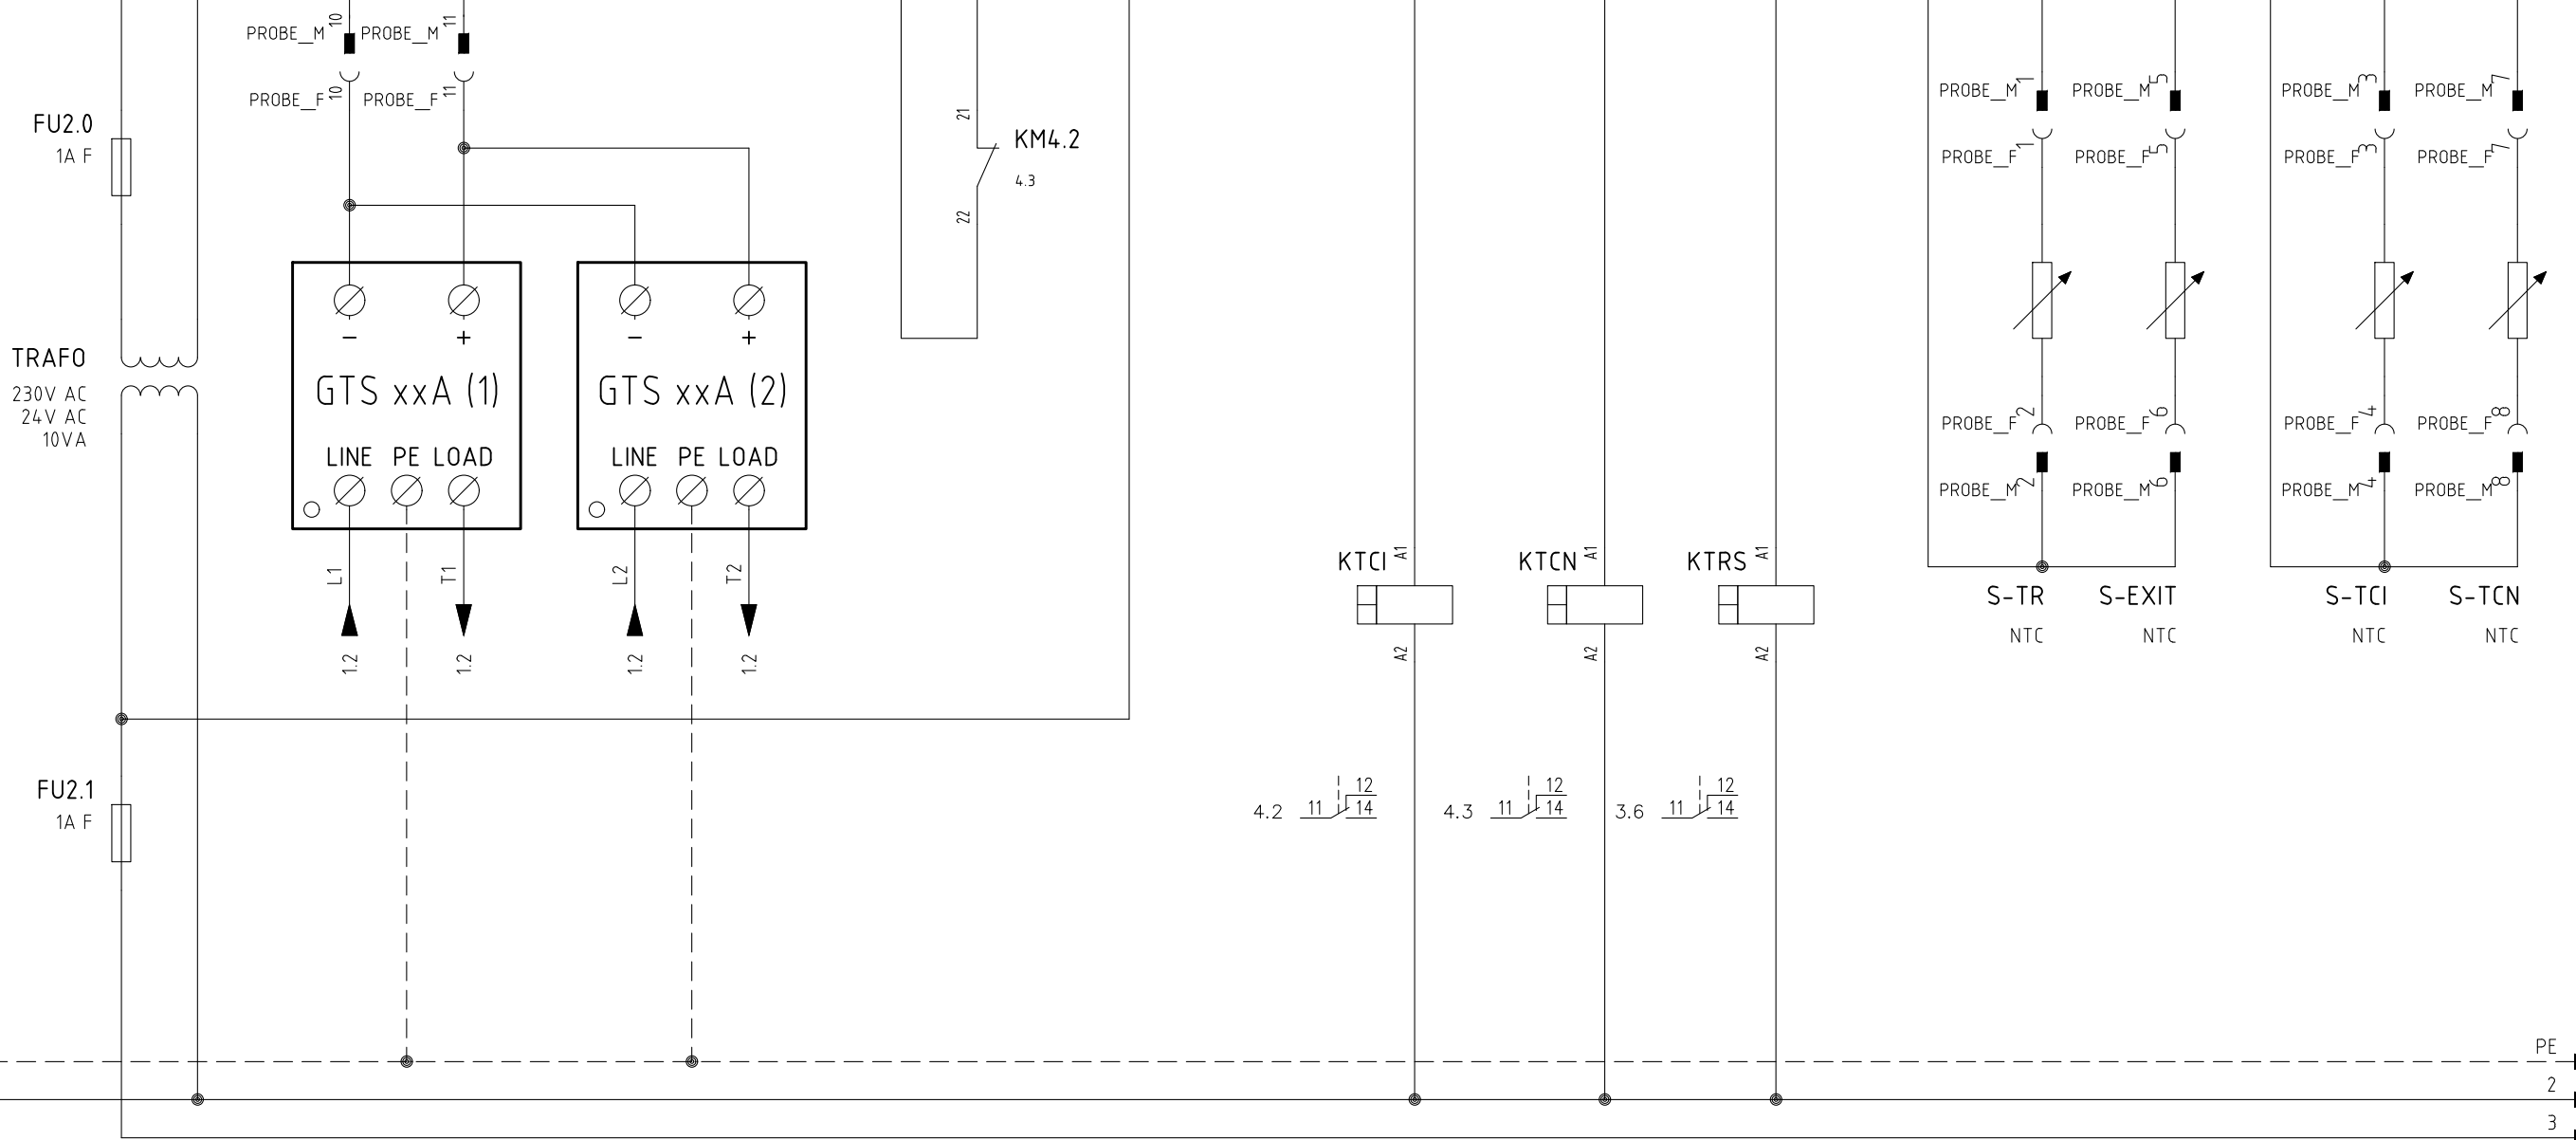 PROBE_M 10 PROBE_M 11
PROBE_F 10 PROBE_F 11
FU2.0
1A F
21
KM4.2
4.3
22
PROBE_M 1 PROBE_M 5 PROBE_M 3 PROBE_M 7
PROBE_F 1 PROBE_F 5 PROBE_F 3 PROBE_F 7
TRAFO
230V AC
24V AC
10VA
- + - +
GTS xxA (1) GTS xxA (2)
LINE PE LOAD LINE PE LOAD
PROBE_F 2 PROBE_F 6 PROBE_F 4 PROBE_F 8
PROBE_M 2 PROBE_M 6 PROBE_M 4 PROBE_M 8
L1 T1 L2 T2
1.2 1.2 1.2 1.2
KTCI A1 KTCN A1 KTRS A1
A2 A2 A2
S-TR S-EXIT S-TCI S-TCN
NTC NTC NTC NTC
FU2.1
1A F
12 12 12
4.2 11 14 4.3 11 14 3.6 11 14
PE
2
3